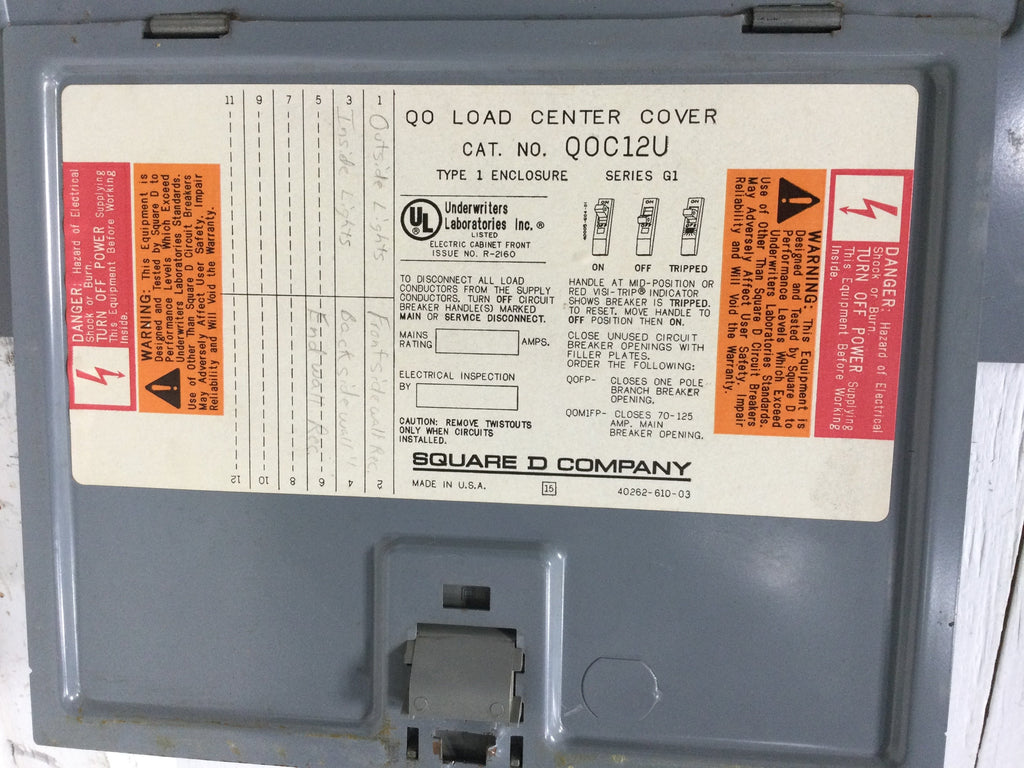 QO LOAD CENTER COVER
CAT. NO. QOC12U
TYPE 1 ENCLOSURE SERIES G1
UL
Underwriters
Laboratories Inc.®
LISTED
ELECTRIC CABINET FRONT
ISSUE NO. R-2160
ON OFF TRIPPED
TO DISCONNECT ALL LOAD
CONDUCTORS FROM THE SUPPLY
CONDUCTORS. TURN OFF CIRCUIT
BREAKER HANDLE(S) MARKED
MAIN OR SERVICE DISCONNECT.
MAINS
RATING AMPS.
ELECTRICAL INSPECTION
BY
CAUTION: REMOVE TWISTOUTS
ONLY WHEN CIRCUITS
INSTALLED.
HANDLE AT MID-POSITION OR
RED VISI-TRIP® INDICATOR
SHOWS BREAKER IS TRIPPED.
TO RESET. MOVE HANDLE TO
OFF POSITION THEN ON.
CLOSE UNUSED CIRCUIT
BREAKER OPENINGS WITH
FILLER PLATES.
ORDER THE FOLLOWING:
QOFP- CLOSES ONE POLE
BRANCH BREAKER
OPENING.
QOM1FP- CLOSES 70-125
AMP. MAIN
BREAKER OPENING.
SQUARE D COMPANY
MADE IN U.S.A. 15 40262-610-03
11 9 7 5 3 1
Outside Lights
Inside Lights
Front sidwall Rec.
Back sidewall "
Endwall Rec
12 10 8 6 4 2
DANGER: Hazard of Electrical
Shock or Burn.
TURN OFF POWER Supplying
This Equipment Before Working
Inside.
WARNING: This Equipment is
Designed and Tested by Square D to
Performance Levels Which Exceed
Underwriters Laboratories Standards.
Use of Other Than Square D Circuit Breakers
May Adversely Affect User Safety, Impair
Reliability and Will Void the Warranty.
DANGER: Hazard of Electrical
Shock or Burn.
TURN OFF POWER Supplying
This Equipment Before Working
Inside.
WARNING: This Equipment is
Designed and Tested by Square D to
Performance Levels Which Exceed
Underwriters Laboratories Standards.
Use of Other Than Square D Circuit Breakers
May Adversely Affect User Safety, Impair
Reliability and Will Void the Warranty.